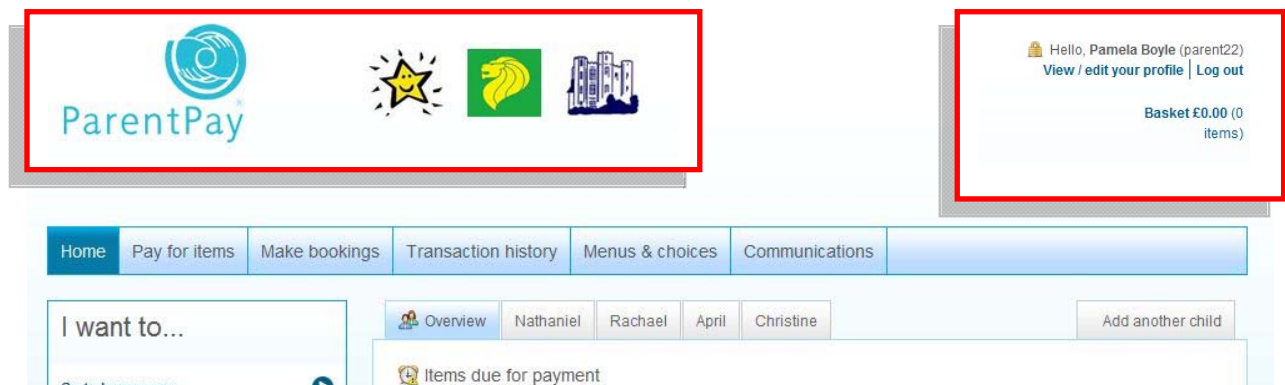 ParentPay
Hello, Pamela Boyle (parent22)
View / edit your profile | Log out
Basket £0.00 (0
items)
Home Pay for items Make bookings Transaction history Menus & choices Communications
I want to...
Overview Nathaniel Rachael April Christine Add another child
Items due for payment